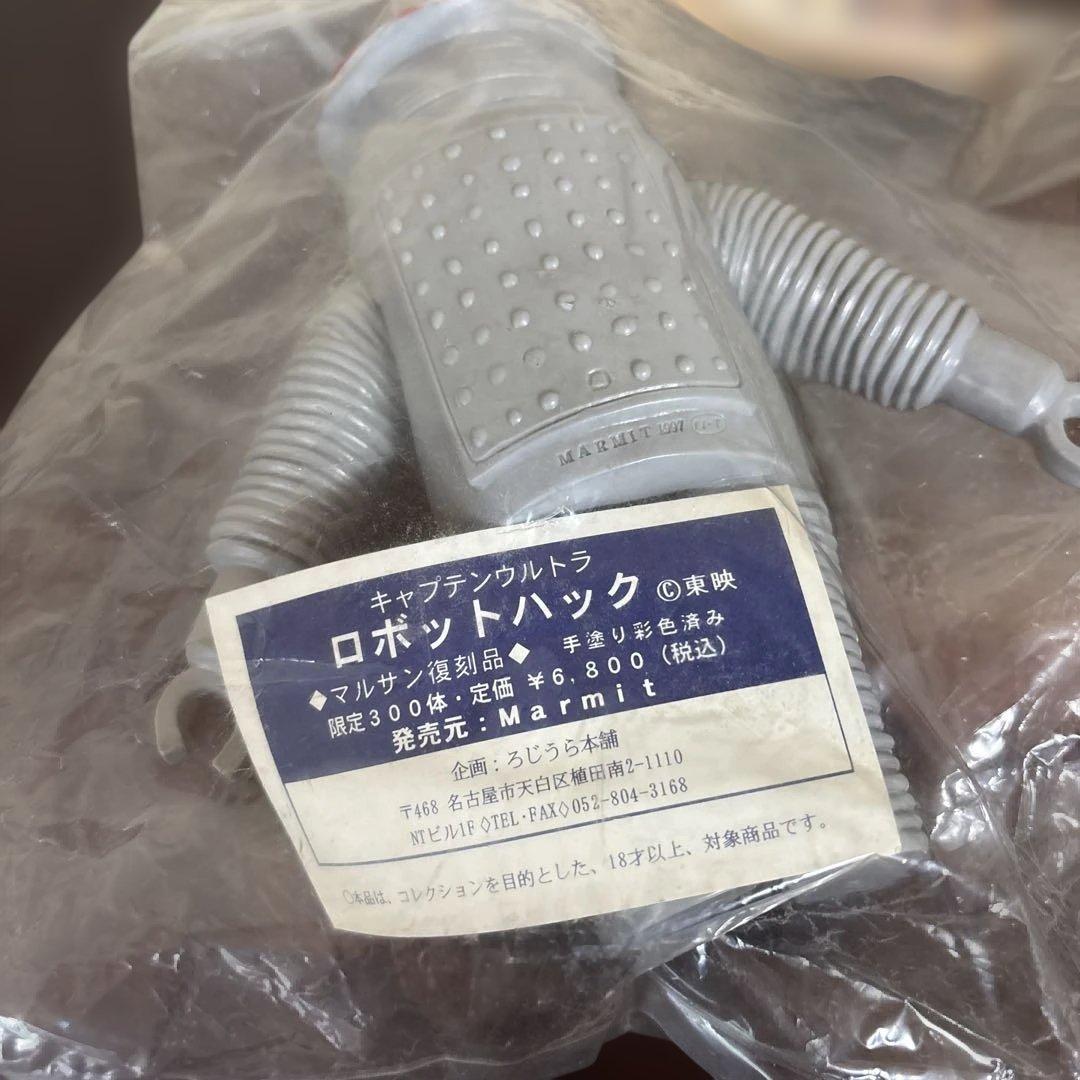 MARMIT 1997
キャプテンウルトラ
ロボットハック ©東映
◆マルサン復刻品◆ 手塗り彩色済み
限定300体・定価 ¥6,800(税込)
発売元:Marmit
企画:ろじうら本舗
〒468 名古屋市天白区植田南2-1110
NTビル1F◇TEL・FAX◇052-804-3168
○本品は、コレクションを目的とした、18才以上、対象商品です。